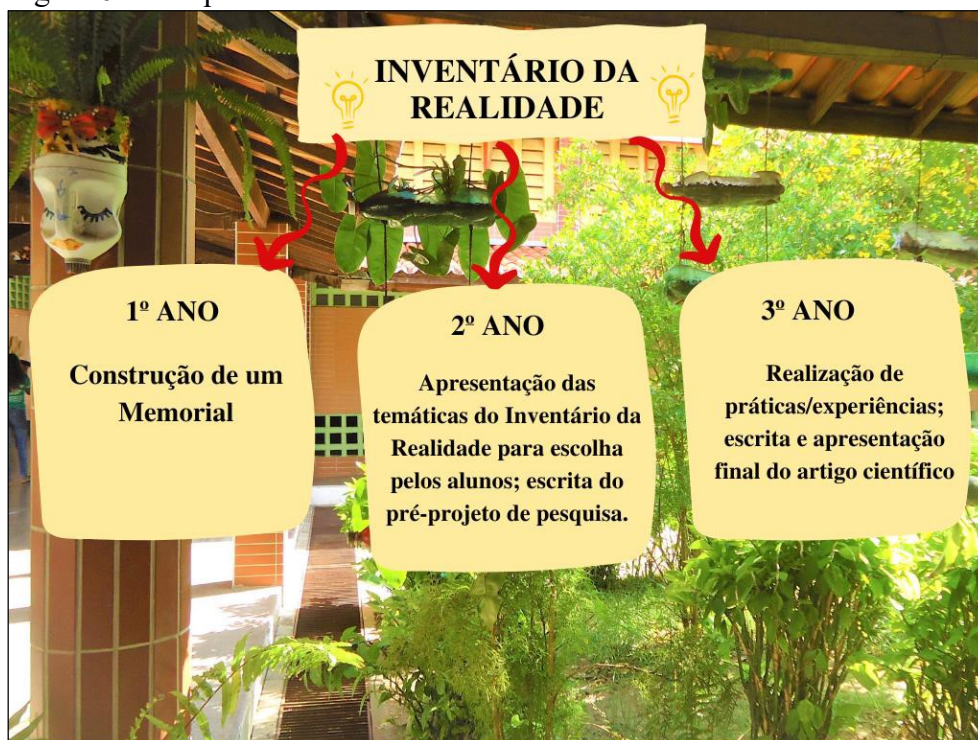 INVENTÁRIO DA
REALIDADE
1º ANO
Construção de um
Memorial
2º ANO
Apresentação das
temáticas do Inventário da
Realidade para escolha
pelos alunos; escrita do
pré-projeto de pesquisa.
3º ANO
Realização de
práticas/experiências;
escrita e apresentação
final do artigo científico